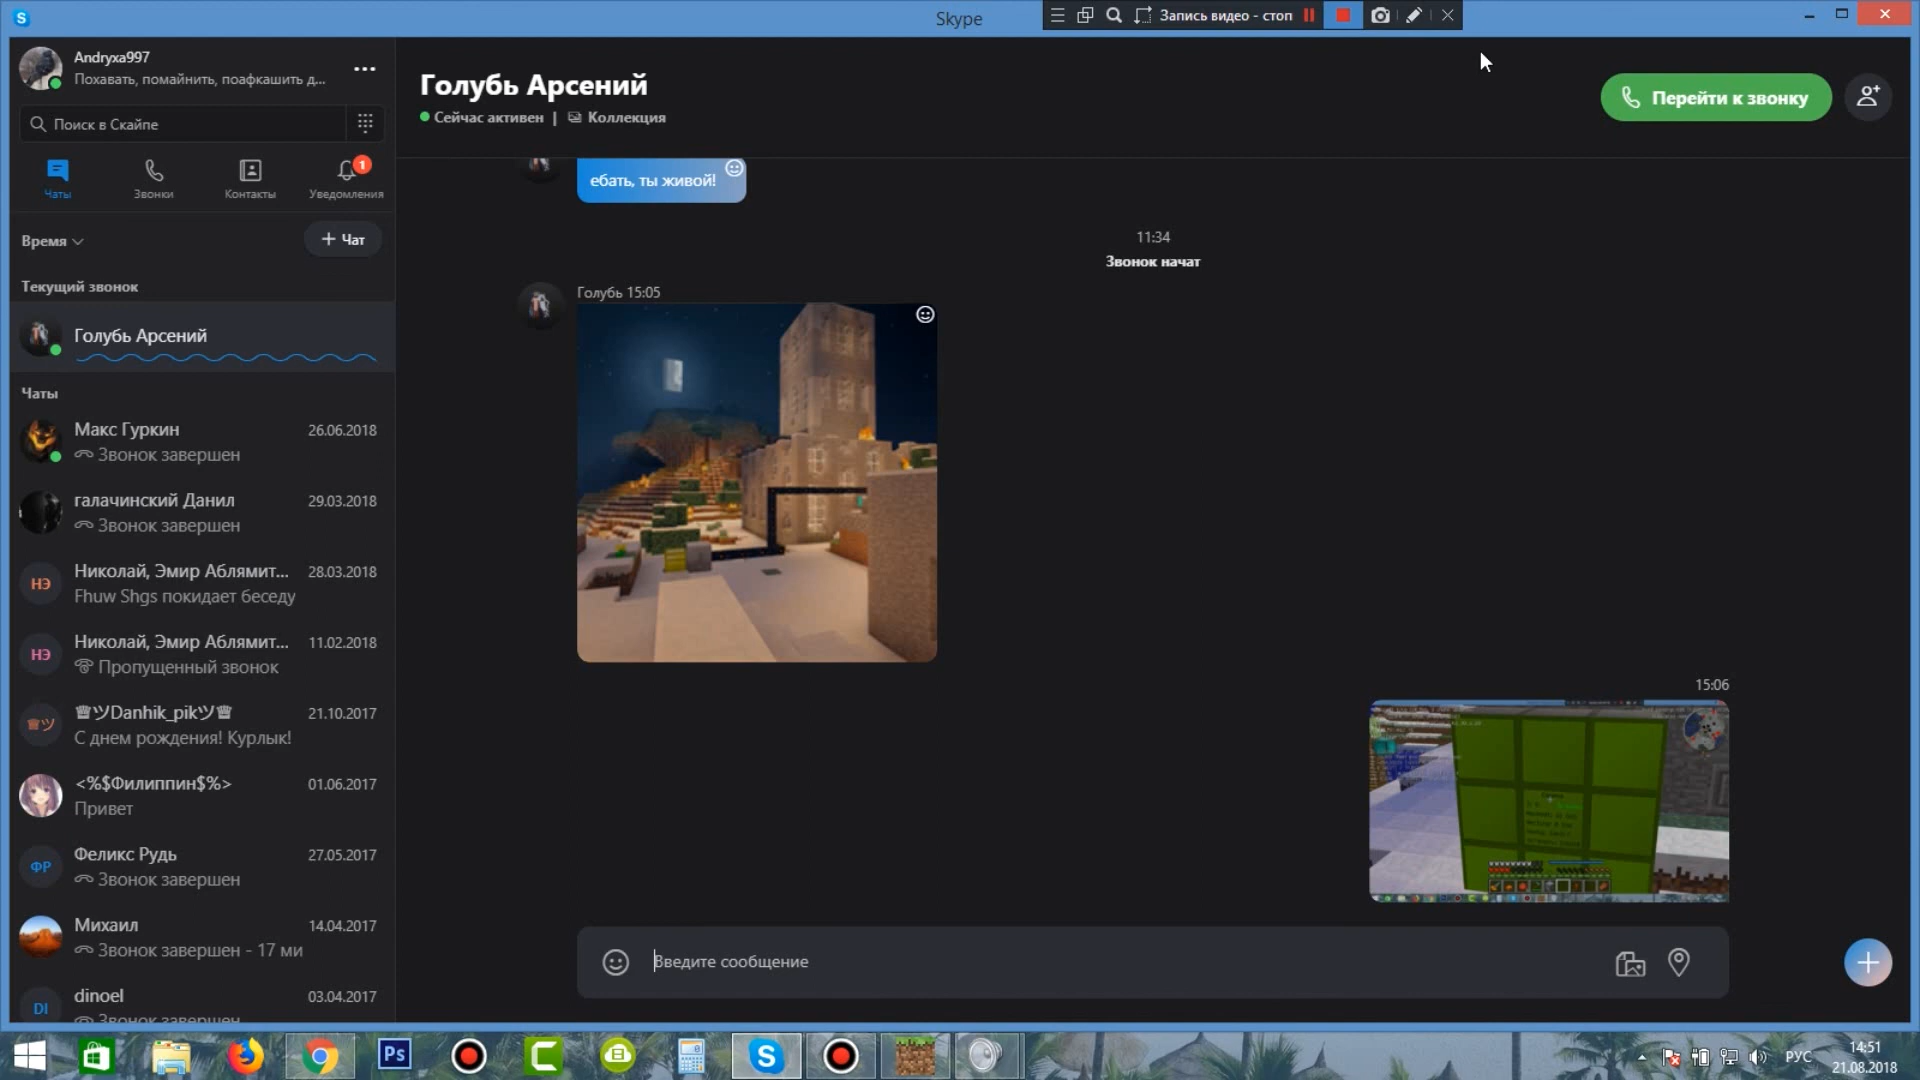 Skype
Запись видео - стоп
Andryxa997
Похавать, помайнить, поафкашить д...
Поиск в Скайпе
Чаты
Звонки
Контакты
1
Уведомления
Время
+ Чат
Текущий звонок
Голубь Арсений
Чаты
Макс Гуркин 26.06.2018
Звонок завершен
галачинский Данил 29.03.2018
Звонок завершен
НЭ
Николай, Эмир Аблямит... 28.03.2018
Fhuw Shgs покидает беседу
НЭ
Николай, Эмир Аблямит... 11.02.2018
Пропущенный звонок
♕ツ
♕ツDanhik_pikツ♕ 21.10.2017
С днем рождения! Курлык!
<%$Филиппин$%> 01.06.2017
Привет
ФР
Феликс Рудь 27.05.2017
Звонок завершен
Михаил 14.04.2017
Звонок завершен - 17 ми
DI
dinoel 03.04.2017
Звонок завершен
Голубь Арсений
Сейчас активен | Коллекция
Перейти к звонку
ебать, ты живой!
11:34
Звонок начат
Голубь 15:05
15:06
Введите сообщение
Ps
РУС
14:51
21.08.2018